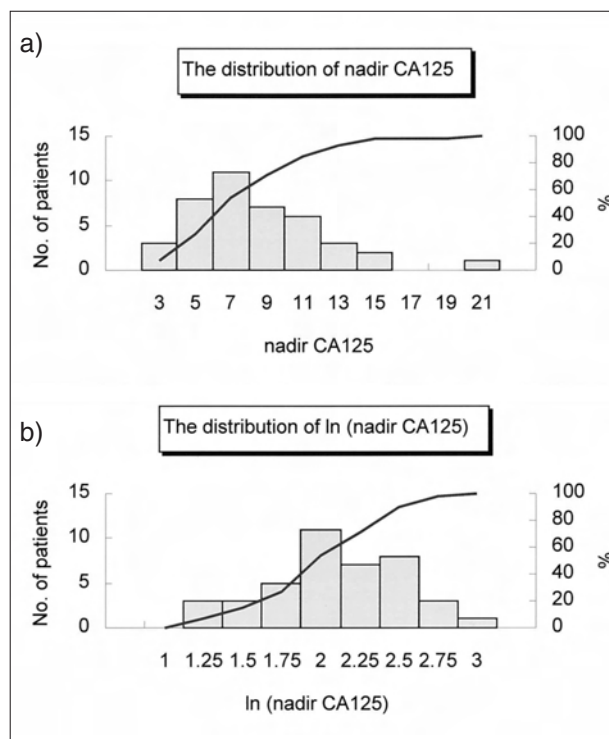 a)
The distribution of nadir CA125
No. of patients
15
10
5
0
100
80
60
40
20
0
%
3 5 7 9 11 13 15 17 19 21
nadir CA125
b)
The distribution of ln (nadir CA125)
No. of patients
15
10
5
0
100
80
60
40
20
0
%
1 1.25 1.5 1.75 2 2.25 2.5 2.75 3
ln (nadir CA125)